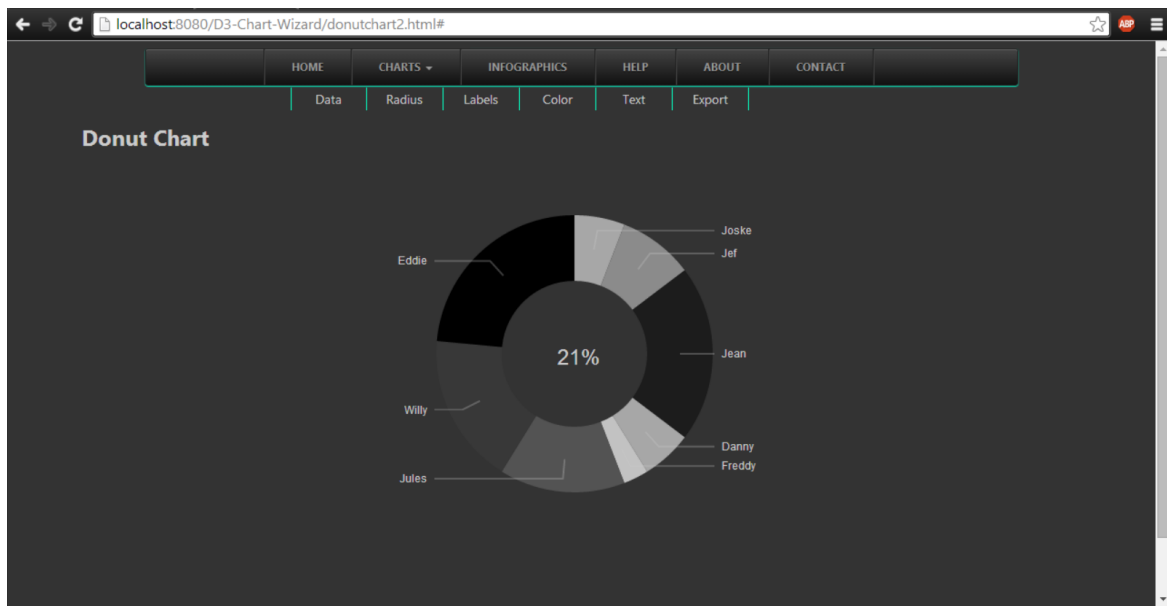 localhost:8080/D3-Chart-Wizard/donutchart2.html#
ABP
HOME CHARTS INFOGRAPHICS HELP ABOUT CONTACT
Data Radius Labels Color Text Export
Donut Chart
Joske
Jef
Eddie
Jean
21%
Willy
Danny
Freddy
Jules